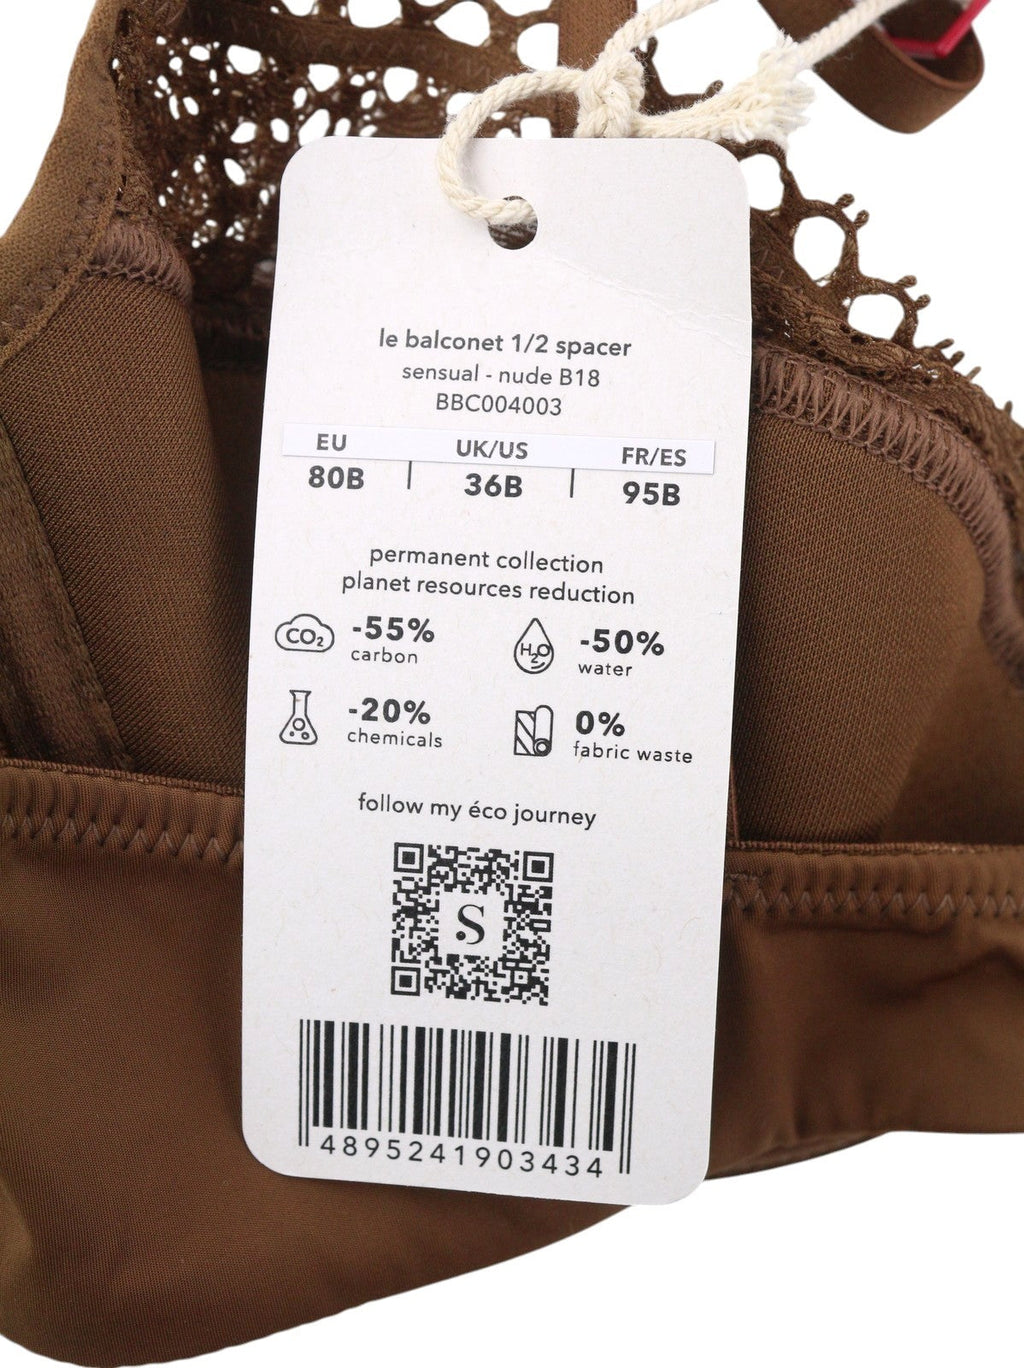 le balconet 1/2 spacer
sensual - nude B18
BBC004003
EU UK/US FR/ES
80B | 36B | 95B
permanent collection
planet resources reduction
CO₂ -55% H₂O -50%
carbon water
-20% 0%
chemicals fabric waste
follow my éco journey
S
4895241903434